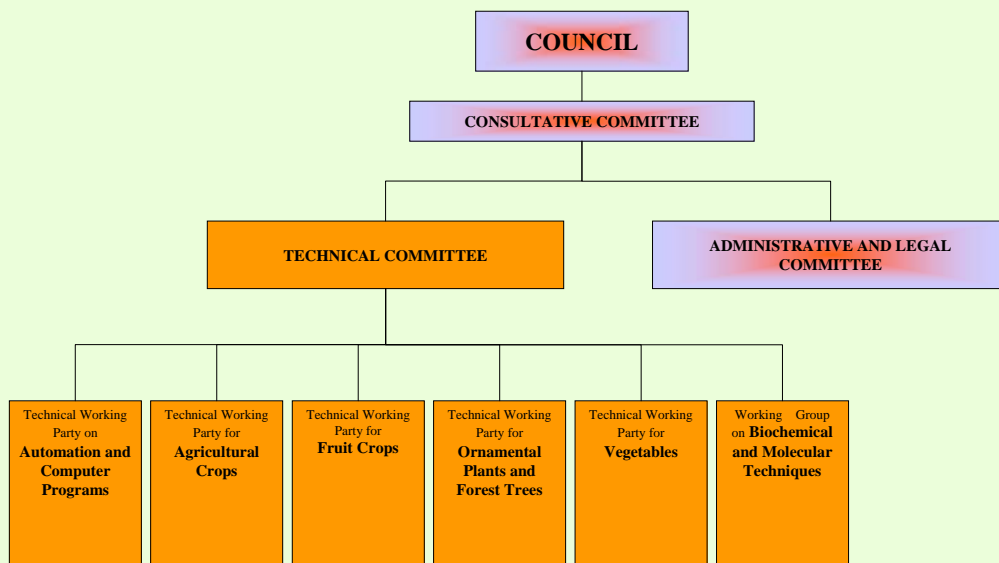 COUNCIL
CONSULTATIVE COMMITTEE
TECHNICAL COMMITTEE
ADMINISTRATIVE AND LEGAL
COMMITTEE
Technical Working
Party on
Automation and
Computer
Programs
Technical Working
Party for
Agricultural
Crops
Technical Working
Party for
Fruit Crops
Technical Working
Party for
Ornamental
Plants and
Forest Trees
Technical Working
Party for
Vegetables
Working Group
on Biochemical
and Molecular
Techniques